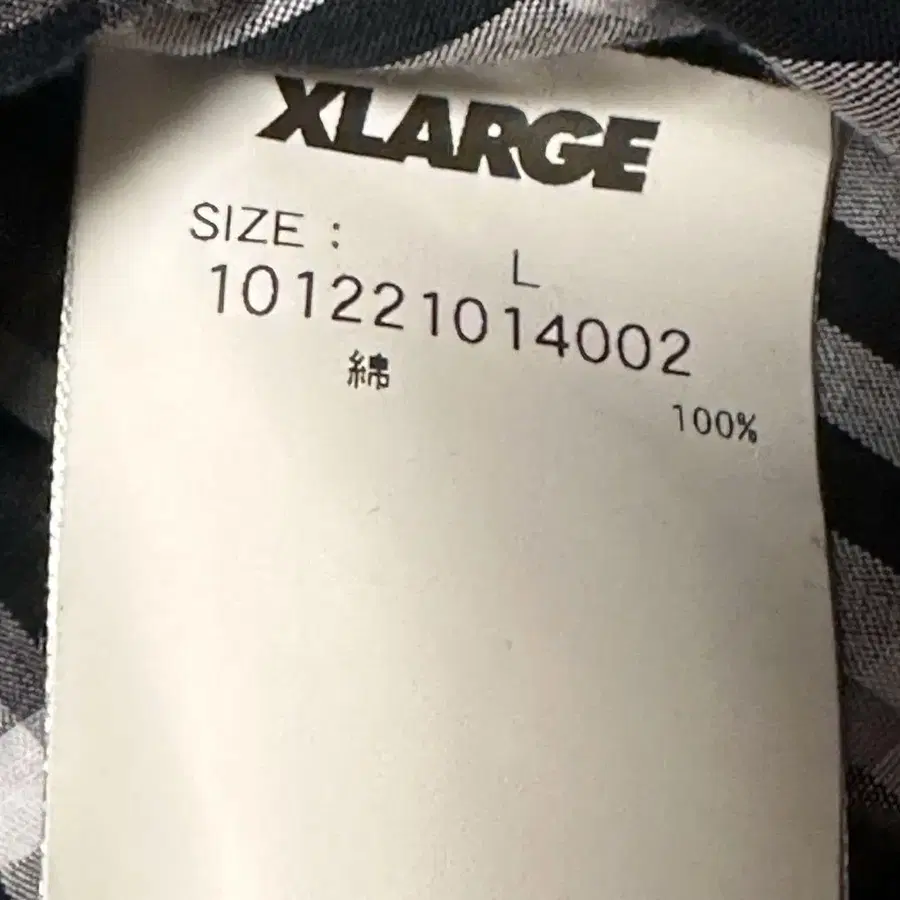 XLARGE
SIZE : L
101221014002
綿 100%